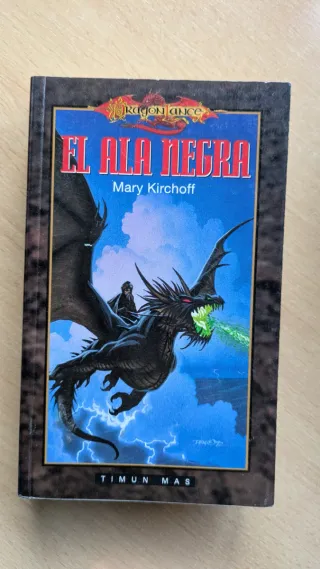 DRAGONLANCE
EL ALA NEGRA
Mary Kirchoff
TIMUN MAS